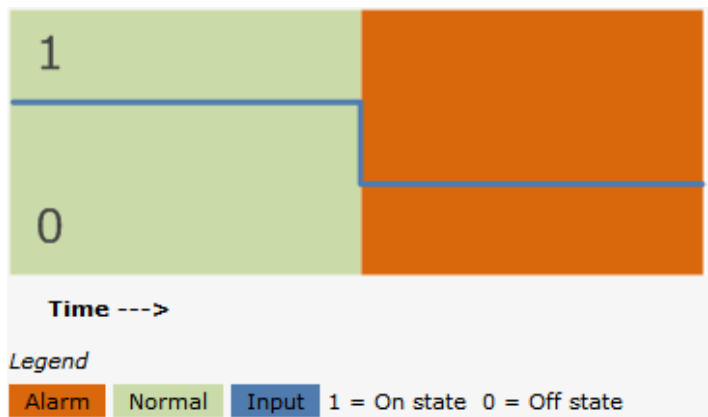 1
0
Time --->
Legend
Alarm Normal Input 1 = On state 0 = Off state